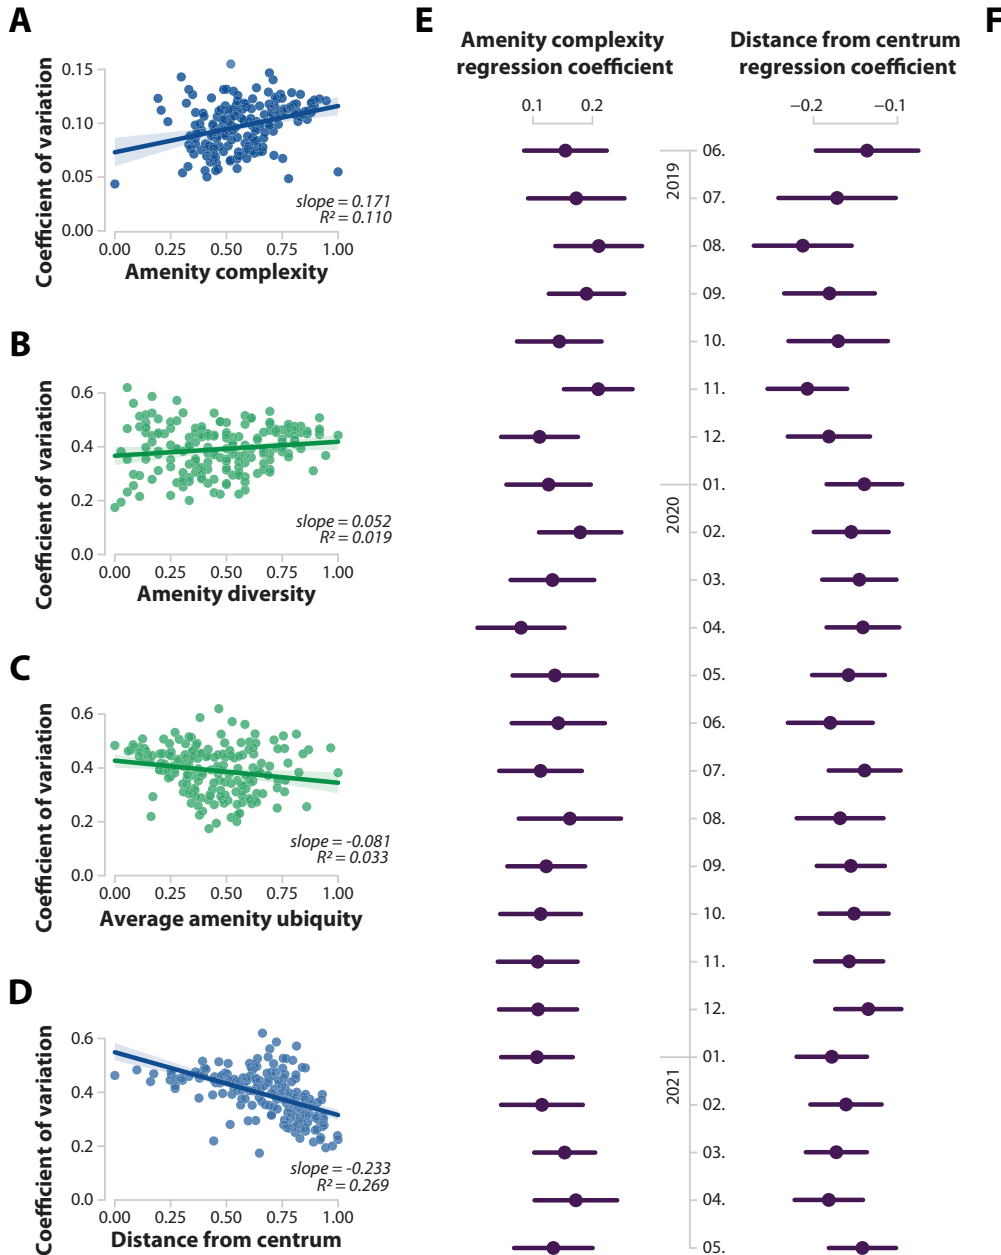 A
Coefficient of variation
0.15
0.10
0.05
0.00
slope = 0.171
R² = 0.110
0.00 0.25 0.50 0.75 1.00
Amenity complexity
B
Coefficient of variation
0.6
0.4
0.2
0.0
slope = 0.052
R² = 0.019
0.00 0.25 0.50 0.75 1.00
Amenity diversity
C
Coefficient of variation
0.6
0.4
0.2
0.0
slope = -0.081
R² = 0.033
0.00 0.25 0.50 0.75 1.00
Average amenity ubiquity
D
Coefficient of variation
0.6
0.4
0.2
0.0
slope = -0.233
R² = 0.269
0.00 0.25 0.50 0.75 1.00
Distance from centrum
E
Amenity complexity
regression coefficient
0.1 0.2
Distance from centrum
regression coefficient
−0.2 −0.1
2019
06.
07.
08.
09.
10.
11.
12.
2020
01.
02.
03.
04.
05.
06.
07.
08.
09.
10.
11.
12.
2021
01.
02.
03.
04.
05.
F